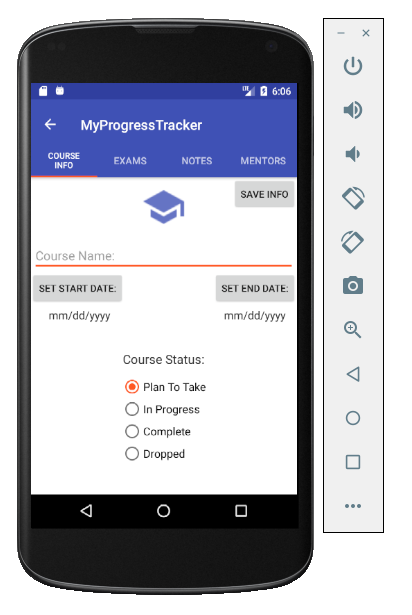 LTE 6:06
MyProgressTracker
COURSE INFO
EXAMS
NOTES
MENTORS
SAVE INFO
Course Name:
SET START DATE:
SET END DATE:
mm/dd/yyyy
mm/dd/yyyy
Course Status:
Plan To Take
In Progress
Complete
Dropped